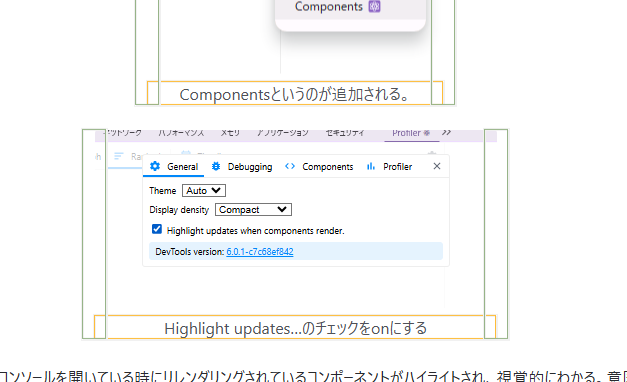 Components
Componentsというのが追加される。
ットワーク パフォーマンス メモリ アプリケーション セキュリティ Profiler
General Debugging Components Profiler
Theme Auto
Display density Compact
Highlight updates when components render.
DevTools version: 6.0.1-c7c68ef842
Highlight updates...のチェックをonにする
コンソールを開いている時にリレンダリングされているコンポーネントがハイライトされ、視覚的にわかる。意図